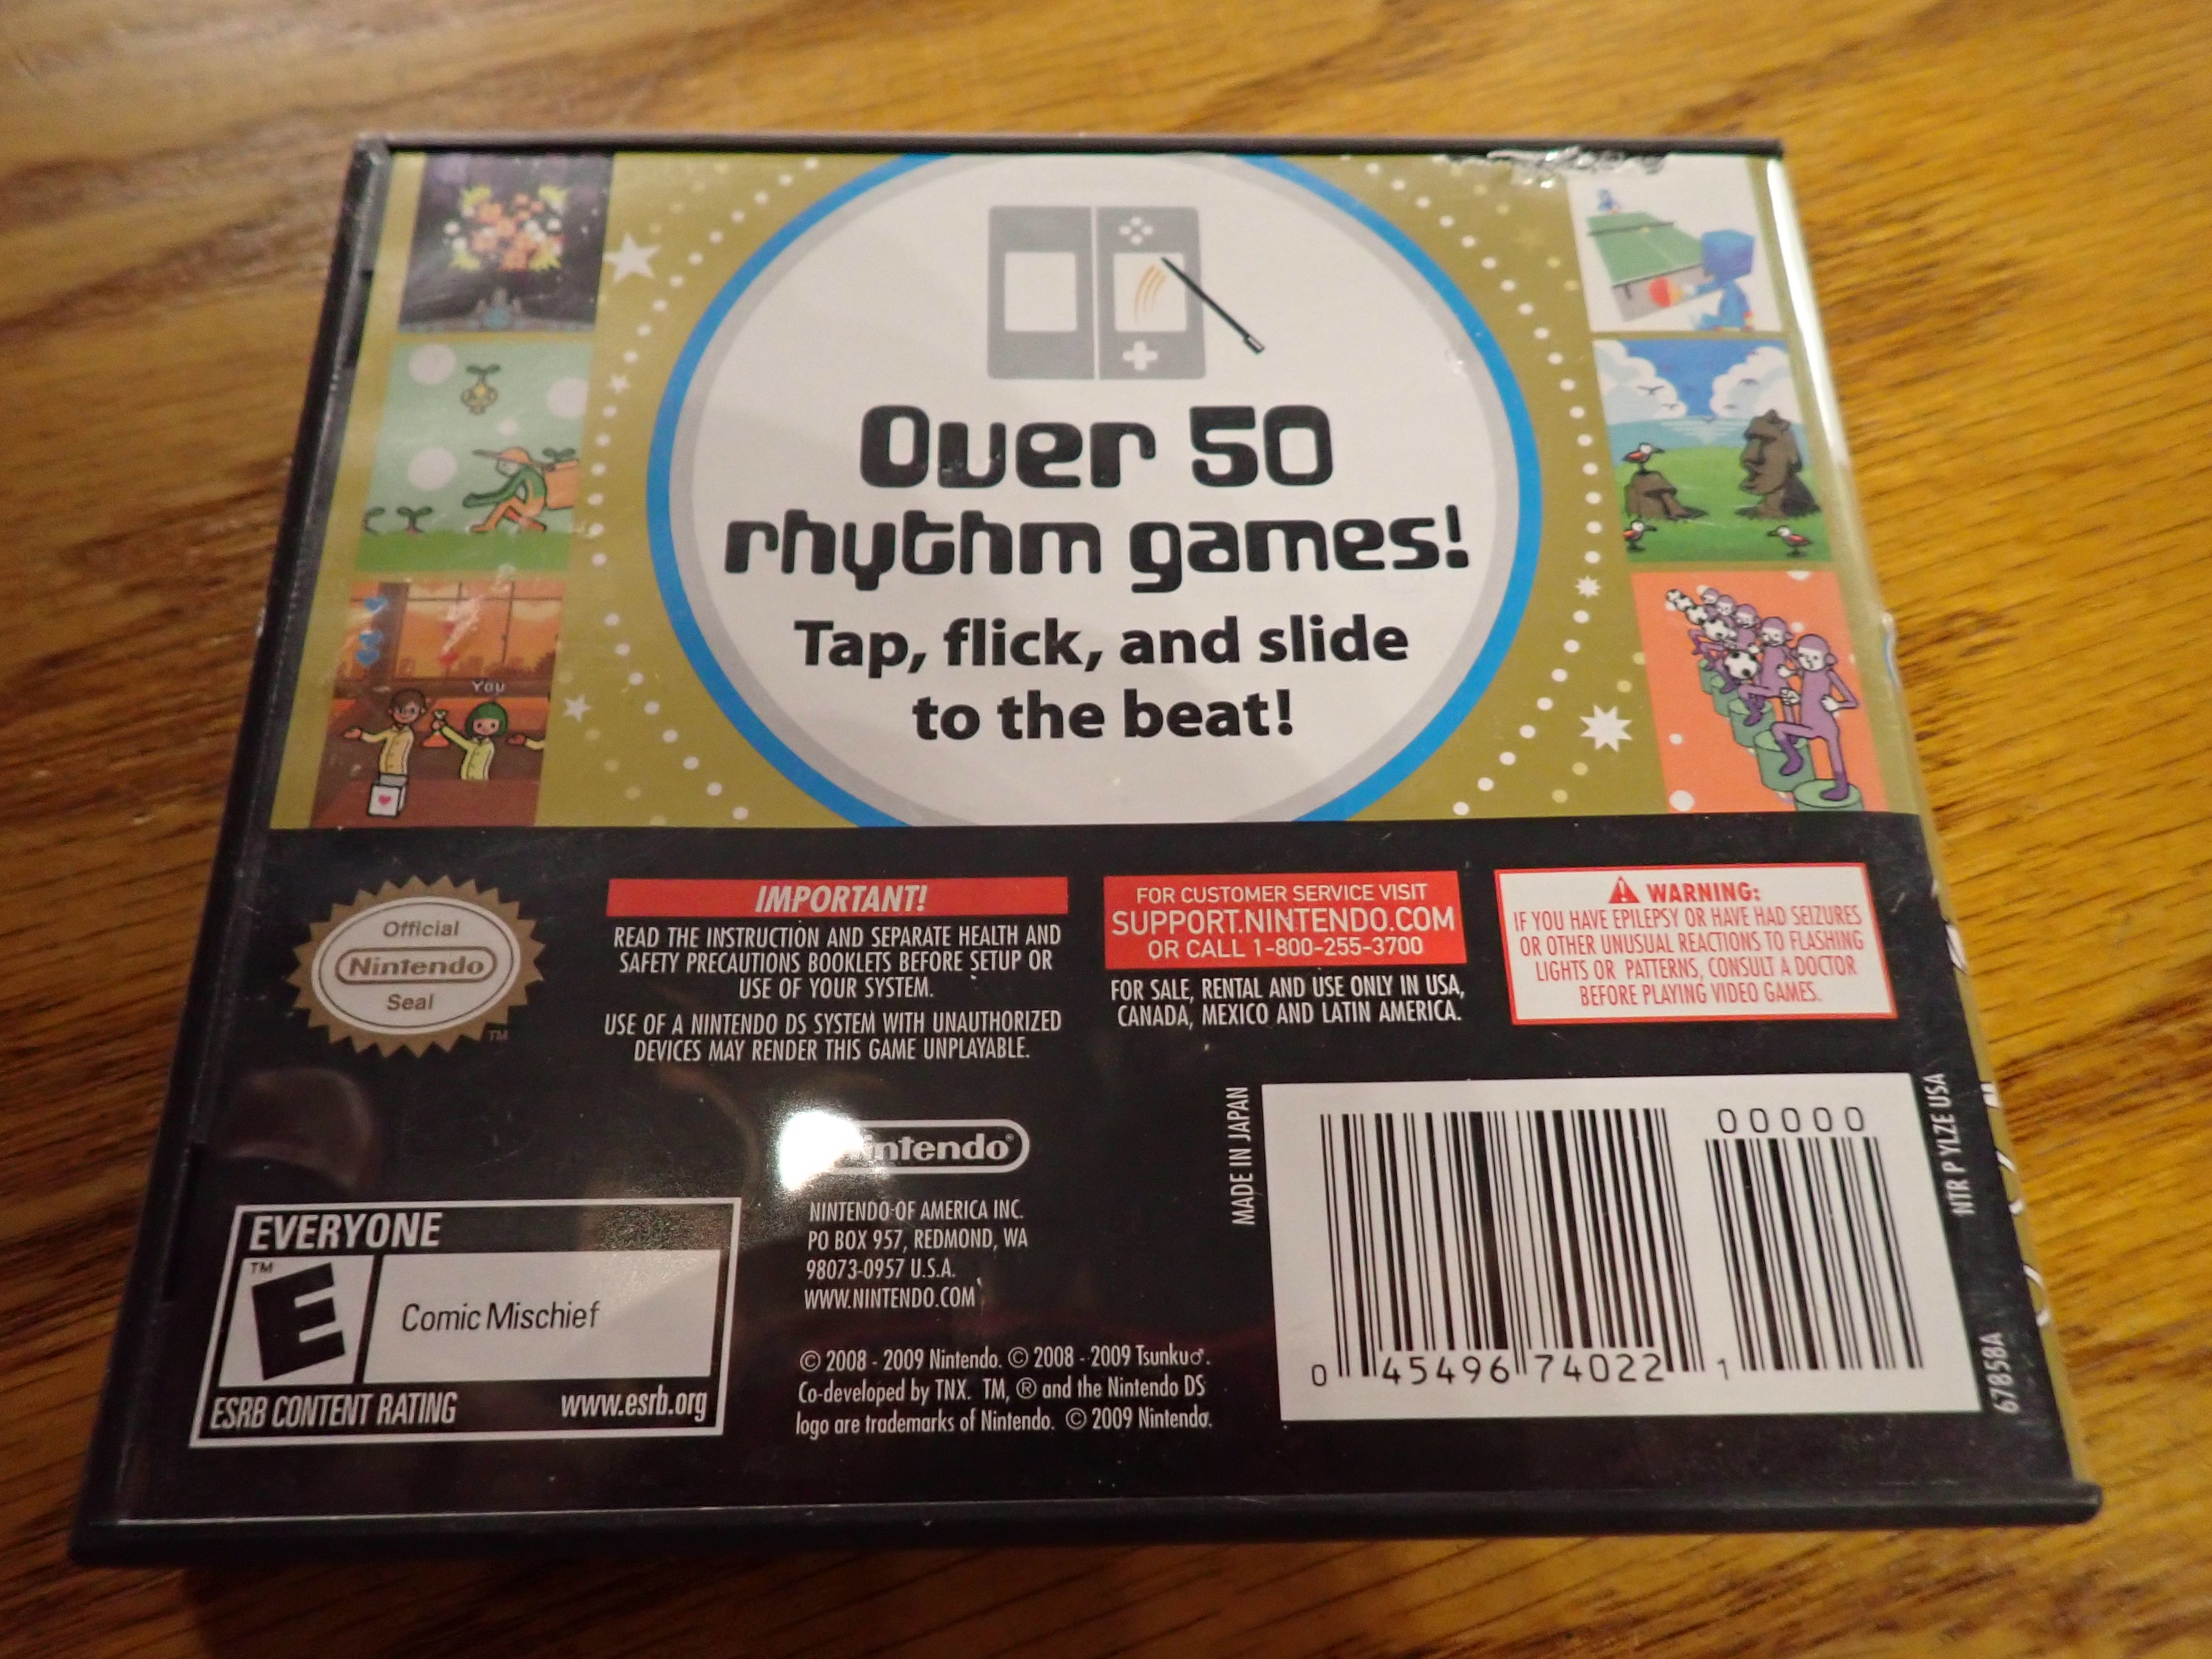 Over 50
rhythm games!
Tap, flick, and slide
to the beat!
You
Official
Nintendo
Seal
TM
IMPORTANT!
READ THE INSTRUCTION AND SEPARATE HEALTH AND
SAFETY PRECAUTIONS BOOKLETS BEFORE SETUP OR
USE OF YOUR SYSTEM.
USE OF A NINTENDO DS SYSTEM WITH UNAUTHORIZED
DEVICES MAY RENDER THIS GAME UNPLAYABLE.
FOR CUSTOMER SERVICE VISIT
SUPPORT.NINTENDO.COM
OR CALL 1-800-255-3700
FOR SALE, RENTAL AND USE ONLY IN USA,
CANADA, MEXICO AND LATIN AMERICA.
WARNING:
IF YOU HAVE EPILEPSY OR HAVE HAD SEIZURES
OR OTHER UNUSUAL REACTIONS TO FLASHING
LIGHTS OR PATTERNS, CONSULT A DOCTOR
BEFORE PLAYING VIDEO GAMES.
EVERYONE
TM
E
Comic Mischief
ESRB CONTENT RATING www.esrb.org
Nintendo®
NINTENDO OF AMERICA INC.
PO BOX 957, REDMOND, WA
98073-0957 U.S.A.
WWW.NINTENDO.COM
© 2008 - 2009 Nintendo. © 2008 - 2009 Tsunku♂.
Co-developed by TNX. TM, ® and the Nintendo DS
logo are trademarks of Nintendo. © 2009 Nintendo.
MADE IN JAPAN
00000
0 45496 74022 1
NTR P YLZE USA
67858A